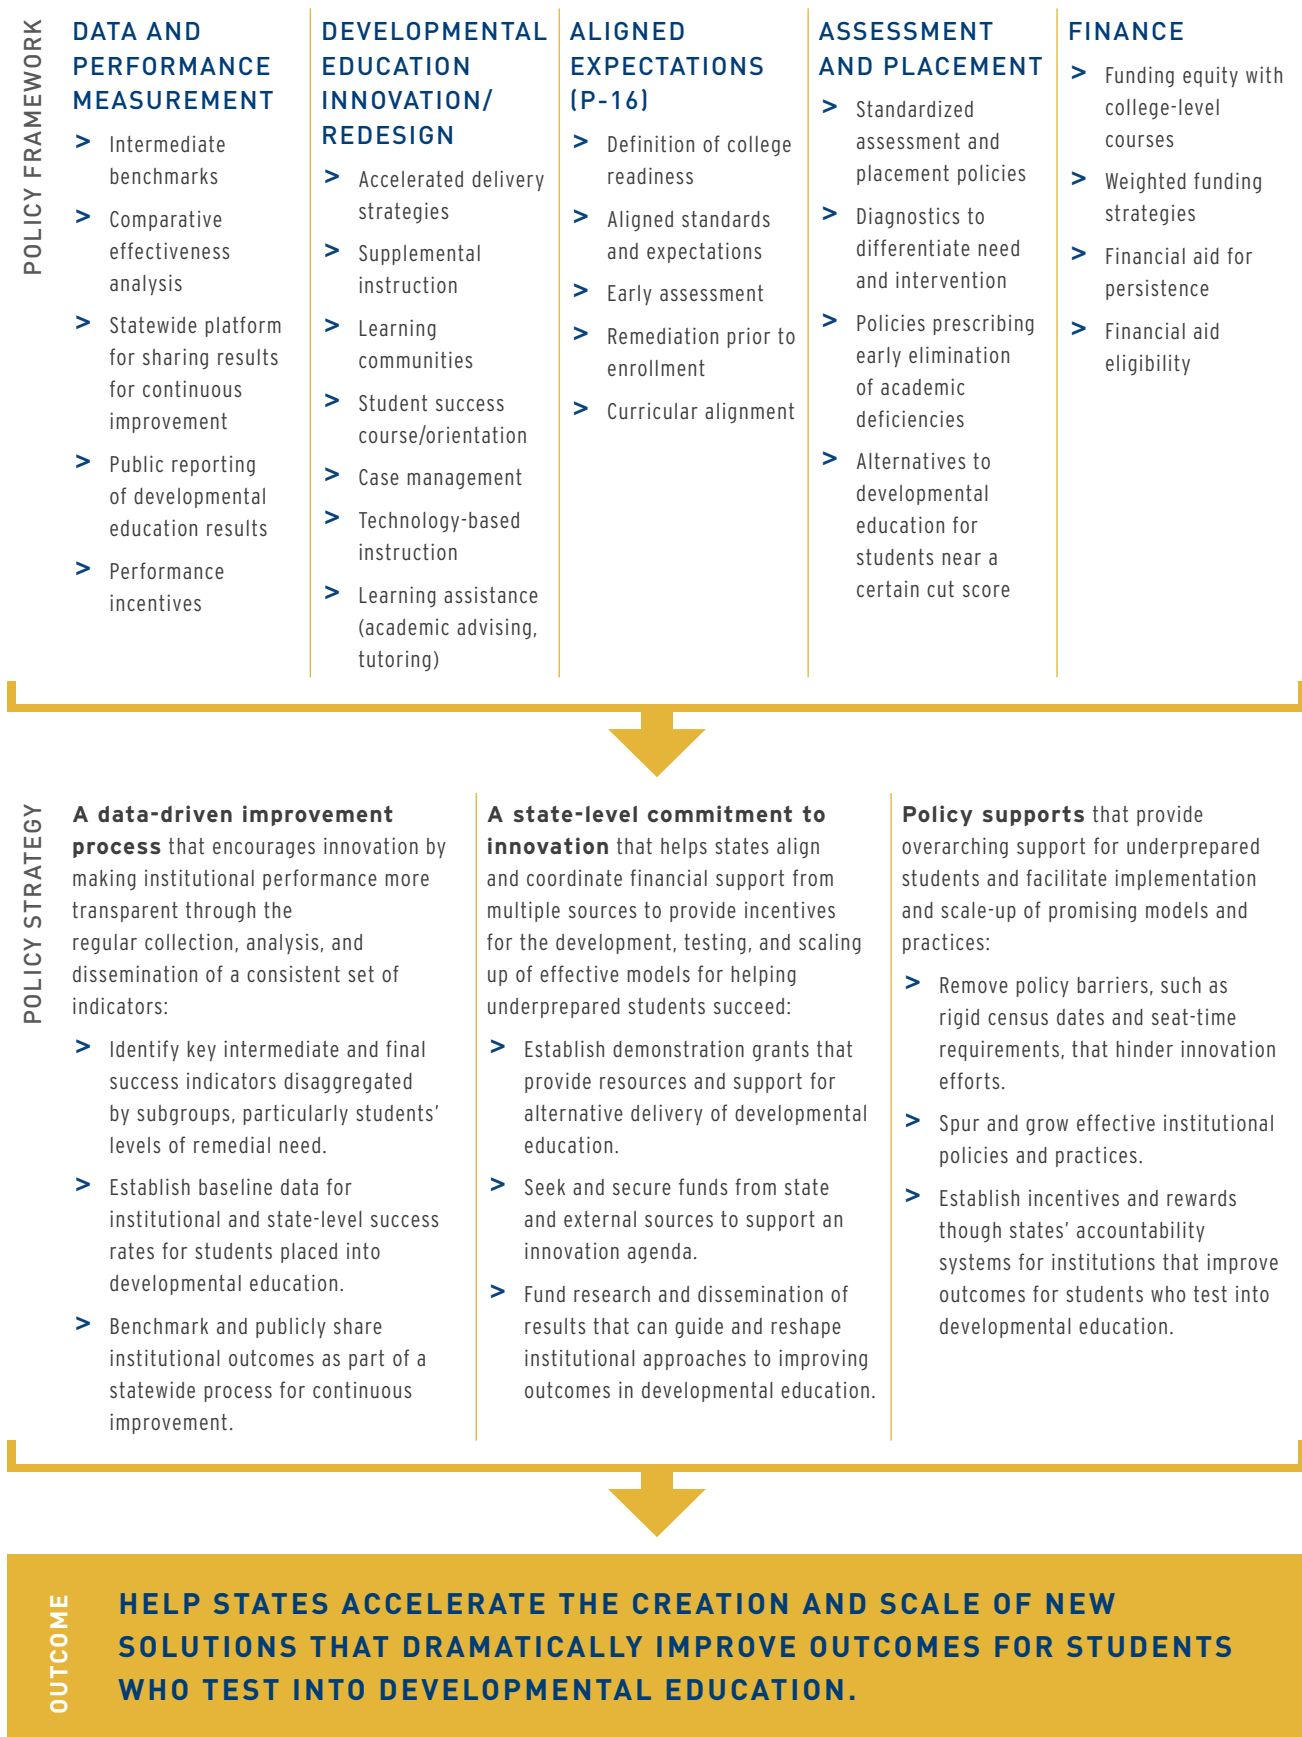 POLICY FRAMEWORK
DATA AND
PERFORMANCE
MEASUREMENT
> Intermediate
benchmarks
> Comparative
effectiveness
analysis
> Statewide platform
for sharing results
for continuous
improvement
> Public reporting
of developmental
education results
> Performance
incentives
DEVELOPMENTAL
EDUCATION
INNOVATION/
REDESIGN
> Accelerated delivery
strategies
> Supplemental
instruction
> Learning
communities
> Student success
course/orientation
> Case management
> Technology-based
instruction
> Learning assistance
(academic advising,
tutoring)
ALIGNED
EXPECTATIONS
(P-16)
> Definition of college
readiness
> Aligned standards
and expectations
> Early assessment
> Remediation prior to
enrollment
> Curricular alignment
ASSESSMENT
AND PLACEMENT
> Standardized
assessment and
placement policies
> Diagnostics to
differentiate need
and intervention
> Policies prescribing
early elimination
of academic
deficiencies
> Alternatives to
developmental
education for
students near a
certain cut score
FINANCE
> Funding equity with
college-level
courses
> Weighted funding
strategies
> Financial aid for
persistence
> Financial aid
eligibility
POLICY STRATEGY
A data-driven improvement
process that encourages innovation by
making institutional performance more
transparent through the
regular collection, analysis, and
dissemination of a consistent set of
indicators:
> Identify key intermediate and final
success indicators disaggregated
by subgroups, particularly students’
levels of remedial need.
> Establish baseline data for
institutional and state-level success
rates for students placed into
developmental education.
> Benchmark and publicly share
institutional outcomes as part of a
statewide process for continuous
improvement.
A state-level commitment to
innovation that helps states align
and coordinate financial support from
multiple sources to provide incentives
for the development, testing, and scaling
up of effective models for helping
underprepared students succeed:
> Establish demonstration grants that
provide resources and support for
alternative delivery of developmental
education.
> Seek and secure funds from state
and external sources to support an
innovation agenda.
> Fund research and dissemination of
results that can guide and reshape
institutional approaches to improving
outcomes in developmental education.
Policy supports that provide
overarching support for underprepared
students and facilitate implementation
and scale-up of promising models and
practices:
> Remove policy barriers, such as
rigid census dates and seat-time
requirements, that hinder innovation
efforts.
> Spur and grow effective institutional
policies and practices.
> Establish incentives and rewards
though states’ accountability
systems for institutions that improve
outcomes for students who test into
developmental education.
OUTCOME
HELP STATES ACCELERATE THE CREATION AND SCALE OF NEW
SOLUTIONS THAT DRAMATICALLY IMPROVE OUTCOMES FOR STUDENTS
WHO TEST INTO DEVELOPMENTAL EDUCATION.